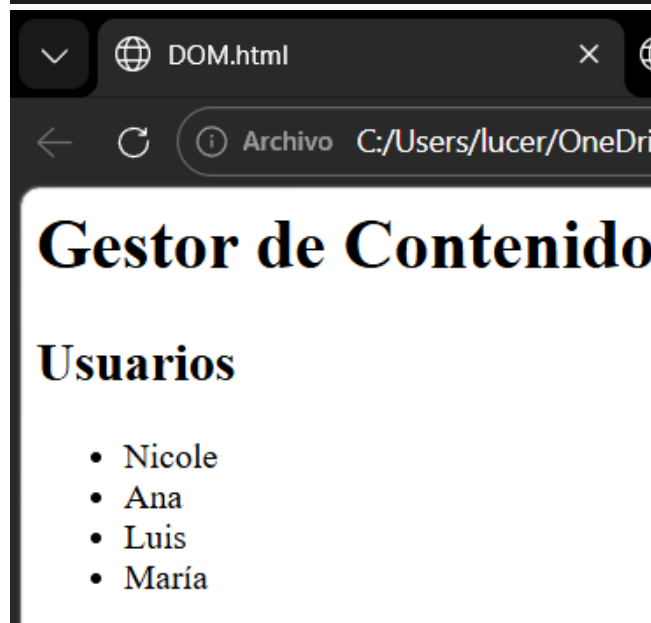 DOM.html
Archivo C:/Users/lucer/OneDri
Gestor de Contenido
Usuarios
Nicole
Ana
Luis
María